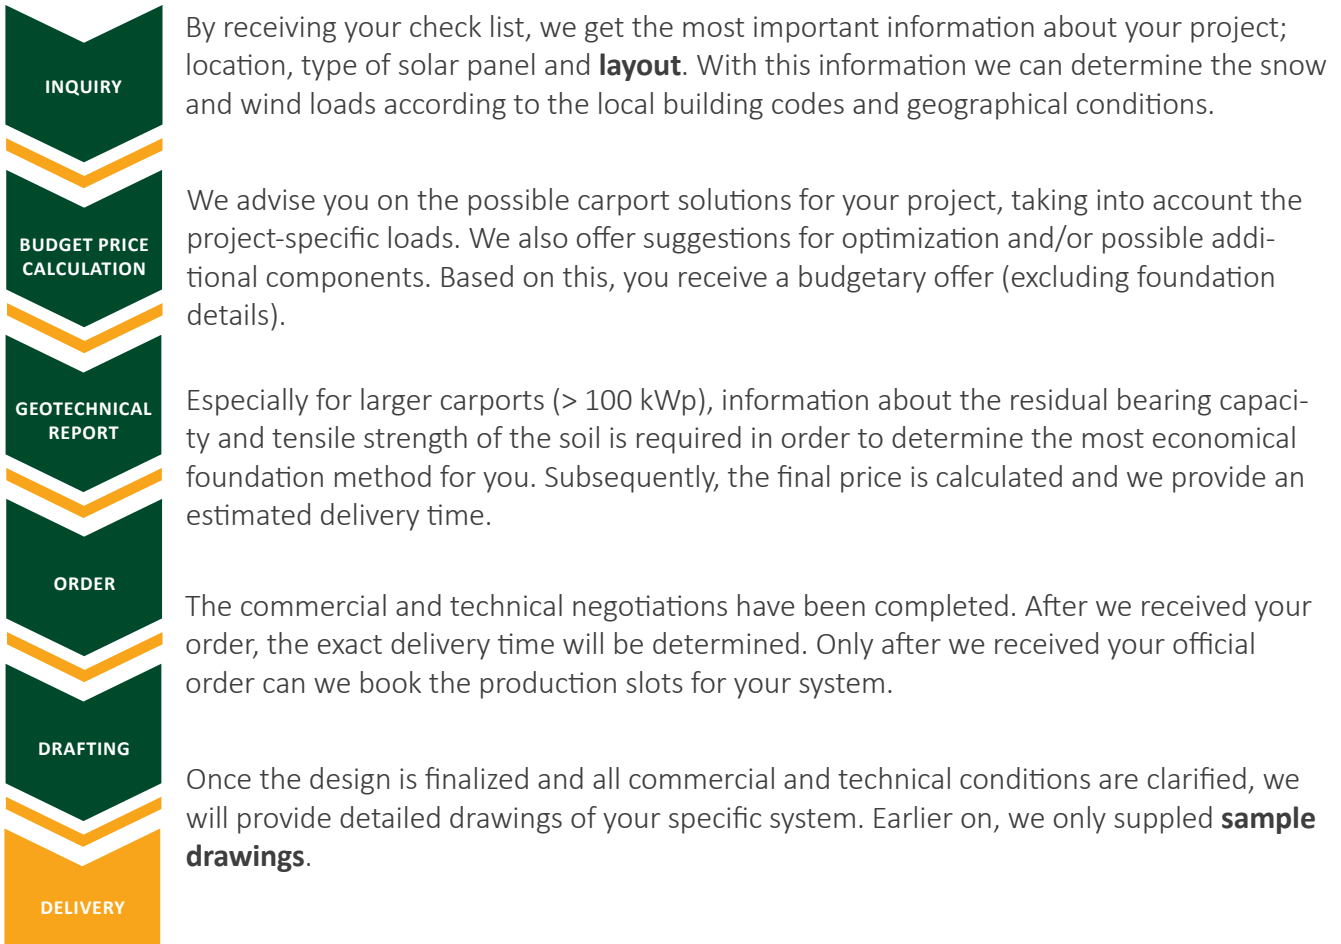 INQUIRY
By receiving your check list, we get the most important information about your project;
location, type of solar panel and layout. With this information we can determine the snow
and wind loads according to the local building codes and geographical conditions.
BUDGET PRICE
CALCULATION
We advise you on the possible carport solutions for your project, taking into account the
project-specific loads. We also offer suggestions for optimization and/or possible addi-
tional components. Based on this, you receive a budgetary offer (excluding foundation
details).
GEOTECHNICAL
REPORT
Especially for larger carports (> 100 kWp), information about the residual bearing capaci-
ty and tensile strength of the soil is required in order to determine the most economical
foundation method for you. Subsequently, the final price is calculated and we provide an
estimated delivery time.
ORDER
The commercial and technical negotiations have been completed. After we received your
order, the exact delivery time will be determined. Only after we received your official
order can we book the production slots for your system.
DRAFTING
Once the design is finalized and all commercial and technical conditions are clarified, we
will provide detailed drawings of your specific system. Earlier on, we only suppled sample
drawings.
DELIVERY